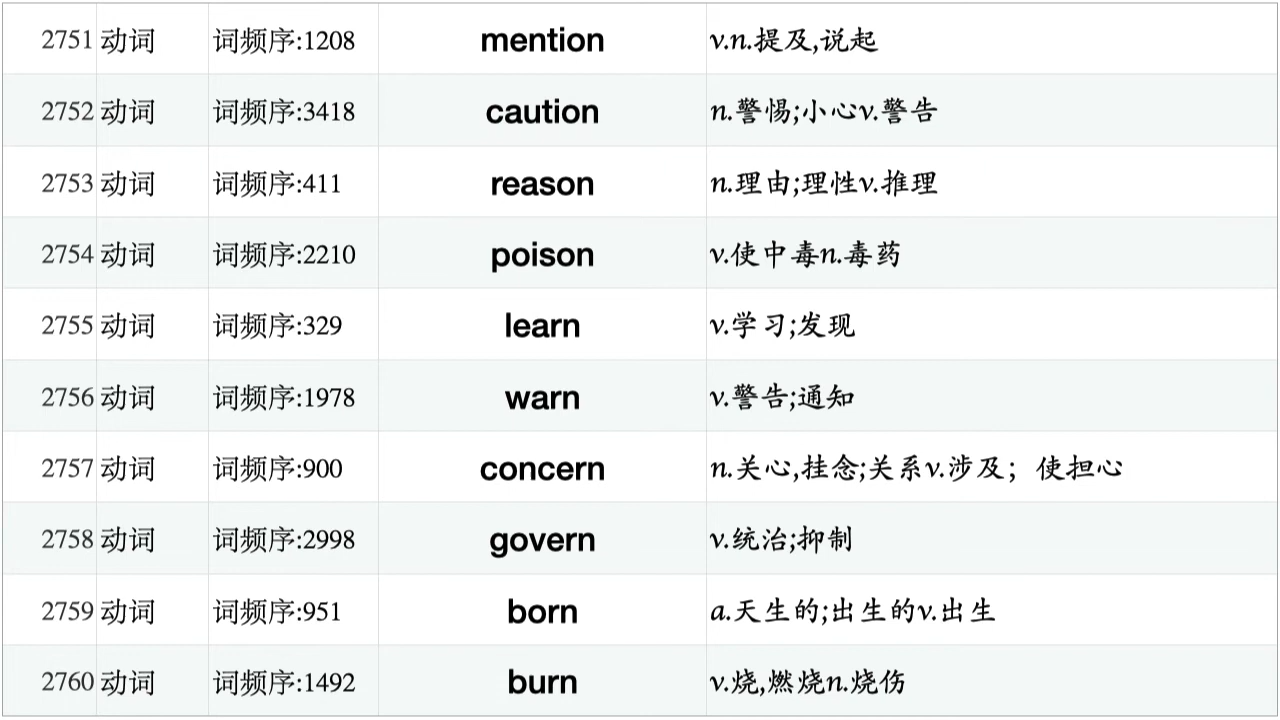 2751 动词 词频序:1208 mention v.n.提及,说起
2752 动词 词频序:3418 caution n.警惕;小心v.警告
2753 动词 词频序:411 reason n.理由;理性v.推理
2754 动词 词频序:2210 poison v.使中毒n.毒药
2755 动词 词频序:329 learn v.学习;发现
2756 动词 词频序:1978 warn v.警告;通知
2757 动词 词频序:900 concern n.关心,挂念;关系v.涉及；使担心
2758 动词 词频序:2998 govern v.统治;抑制
2759 动词 词频序:951 born a.天生的;出生的v.出生
2760 动词 词频序:1492 burn v.烧,燃烧n.烧伤